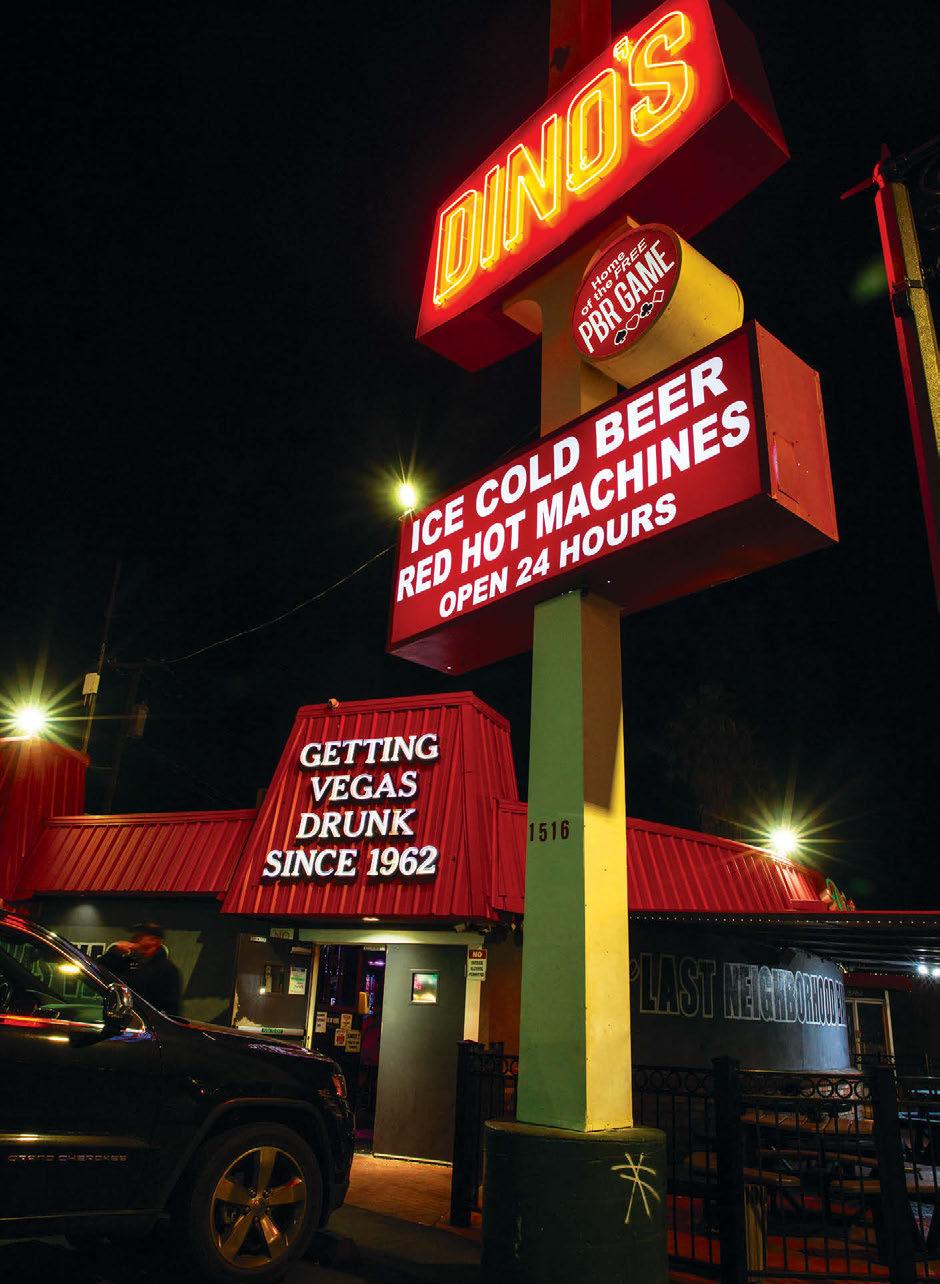 DINO'S
Home
of the FREE
PBR GAME
ICE COLD BEER
RED HOT MACHINES
OPEN 24 HOURS
GETTING
VEGAS
DRUNK
SINCE 1962
1516
NO
LAST NEIGHBORHOOD
GRAND CHEROKEE